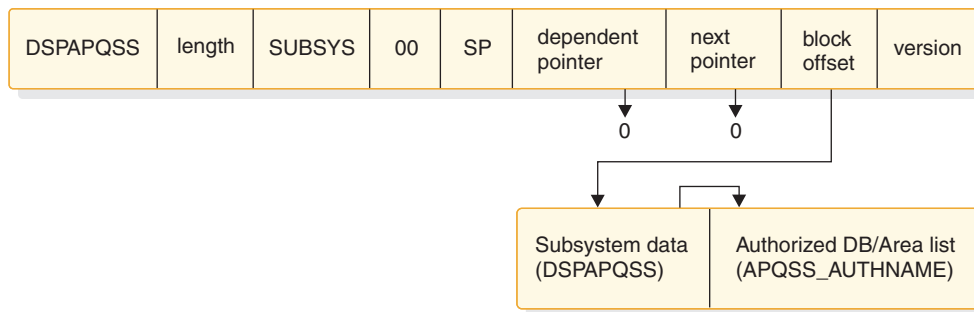 DSPAPQSS
length
SUBSYS
00
SP
dependent
pointer
next
pointer
block
offset
version
0
0
Subsystem data
(DSPAPQSS)
Authorized DB/Area list
(APQSS_AUTHNAME)